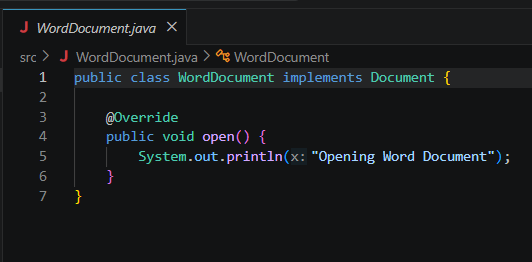 WordDocument.java
src > WordDocument.java > WordDocument
1 public class WordDocument implements Document {
2
3     @Override
4     public void open() {
5         System.out.println(x: "Opening Word Document");
6     }
7 }